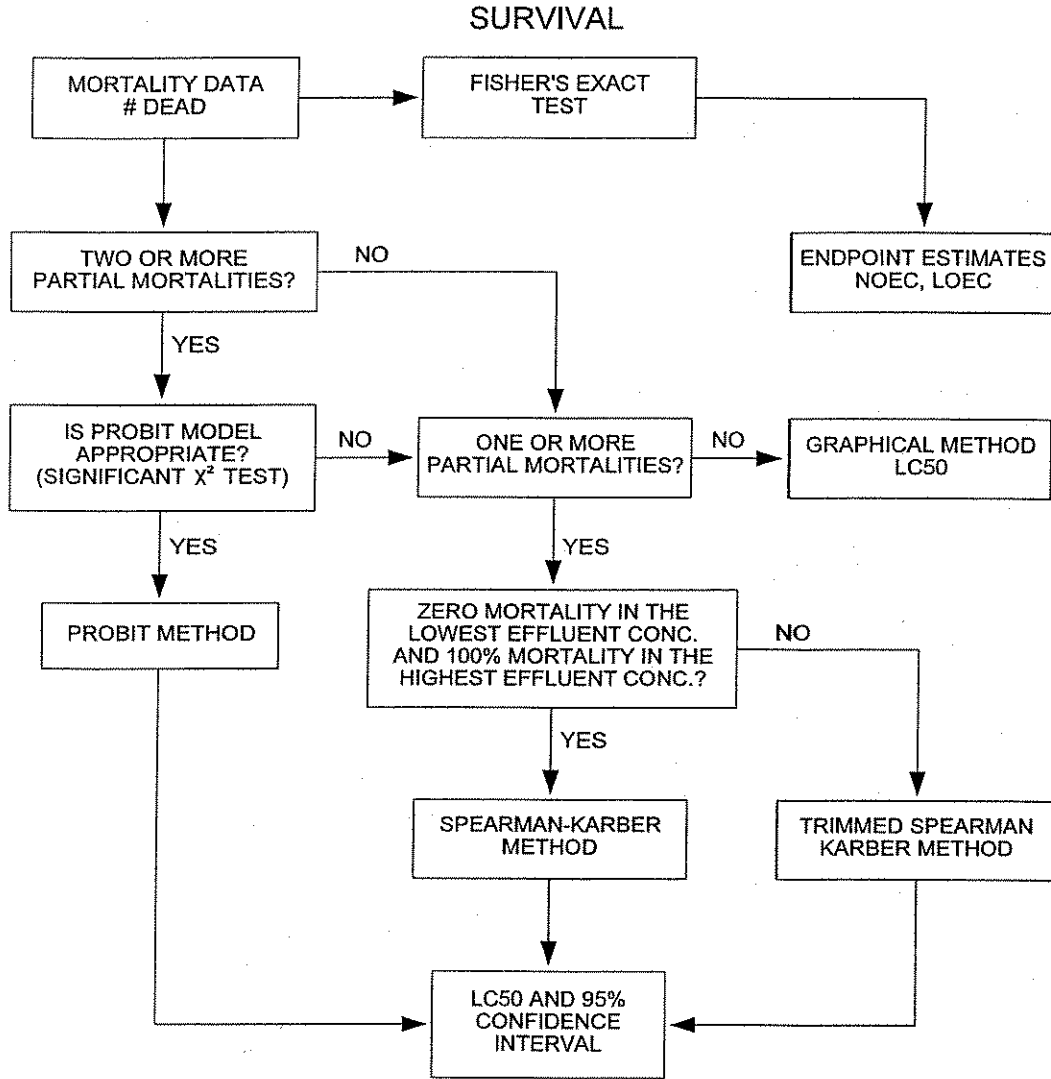 SURVIVAL
MORTALITY DATA
# DEAD
FISHER'S EXACT
TEST
TWO OR MORE
PARTIAL MORTALITIES?
NO
ENDPOINT ESTIMATES
NOEC, LOEC
YES
IS PROBIT MODEL
APPROPRIATE?
(SIGNIFICANT χ² TEST)
NO
ONE OR MORE
PARTIAL MORTALITIES?
NO
GRAPHICAL METHOD
LC50
YES
YES
PROBIT METHOD
ZERO MORTALITY IN THE
LOWEST EFFLUENT CONC.
AND 100% MORTALITY IN THE
HIGHEST EFFLUENT CONC.?
NO
YES
SPEARMAN-KARBER
METHOD
TRIMMED SPEARMAN
KARBER METHOD
LC50 AND 95%
CONFIDENCE
INTERVAL